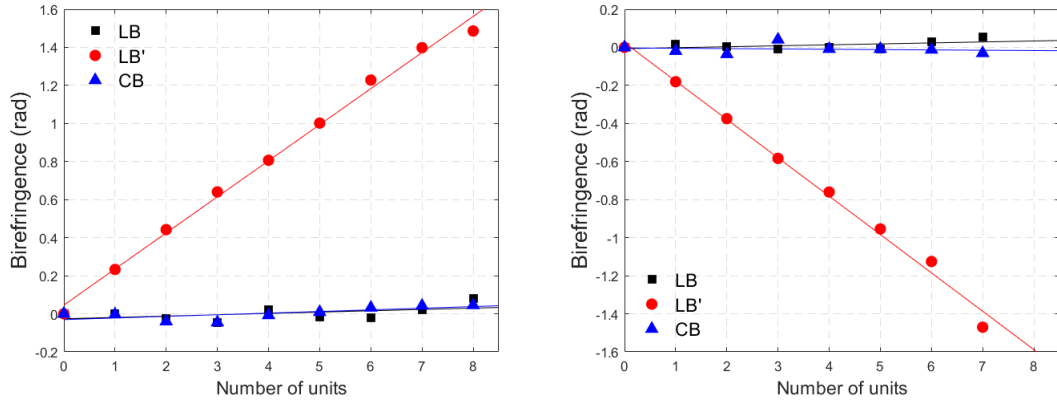 1.6
1.4
1.2
1
0.8
0.6
0.4
0.2
0
-0.2
Birefringence (rad)
LB
LB'
CB
0 1 2 3 4 5 6 7 8
Number of units
0.2
0
-0.2
-0.4
-0.6
-0.8
-1
-1.2
-1.4
-1.6
Birefringence (rad)
LB
LB'
CB
0 1 2 3 4 5 6 7 8
Number of units